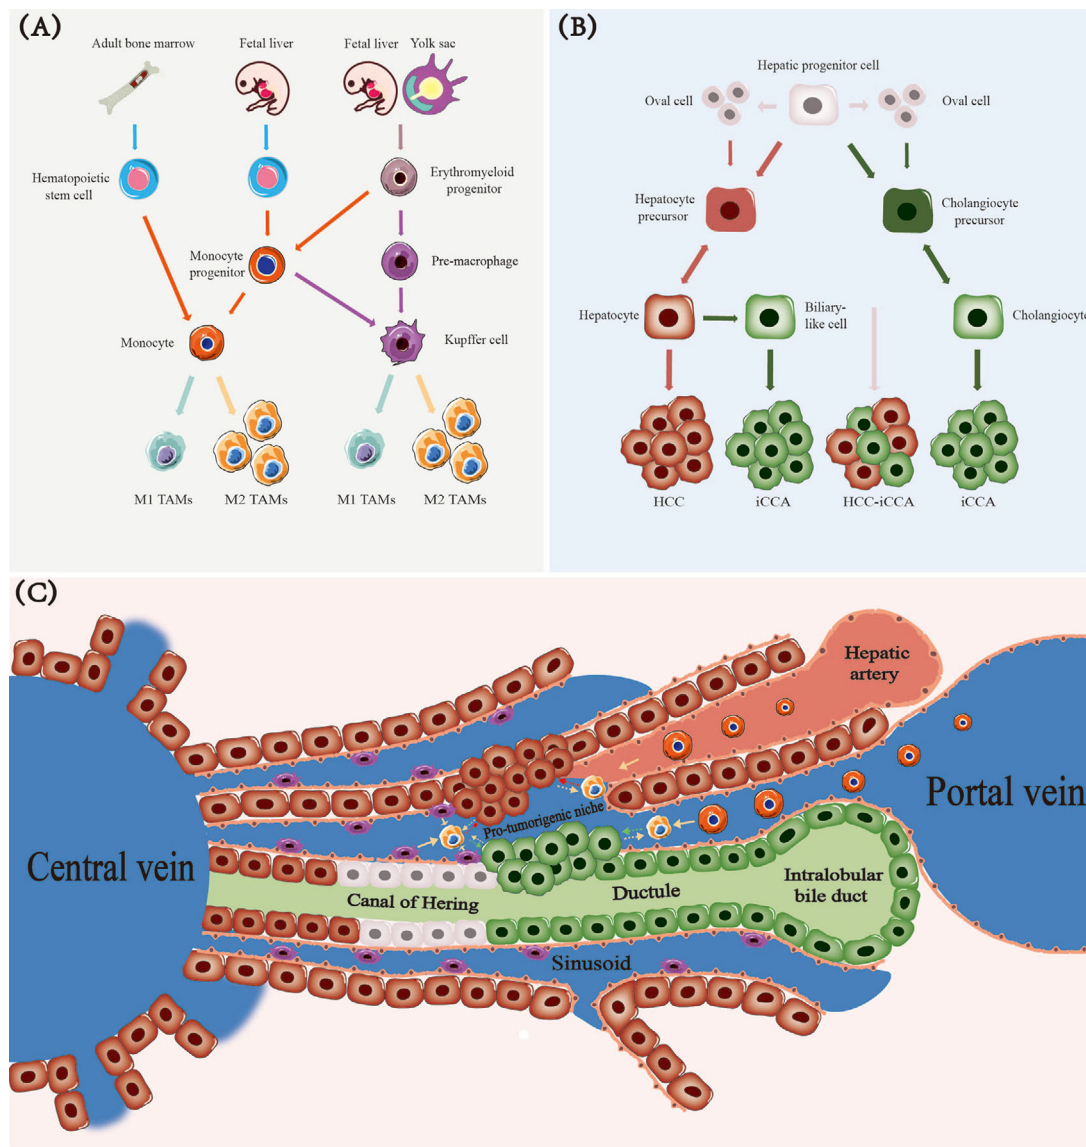 (A)
Adult bone marrow
Fetal liver
Fetal liver
Yolk sac
Hematopoietic
stem cell
Erythromyeloid
progenitor
Monocyte
progenitor
Pre-macrophage
Monocyte
Kupffer cell
M1 TAMs
M2 TAMs
M1 TAMs
M2 TAMs
(B)
Hepatic progenitor cell
Oval cell
Oval cell
Hepatocyte
precursor
Cholangiocyte
precursor
Hepatocyte
Biliary-
like cell
Cholangiocyte
HCC
iCCA
HCC-iCCA
iCCA
(C)
Hepatic
artery
Portal vein
Pro-tumorigenic niche
Central vein
Canal of Hering
Ductule
Intralobular
bile duct
Sinusoid